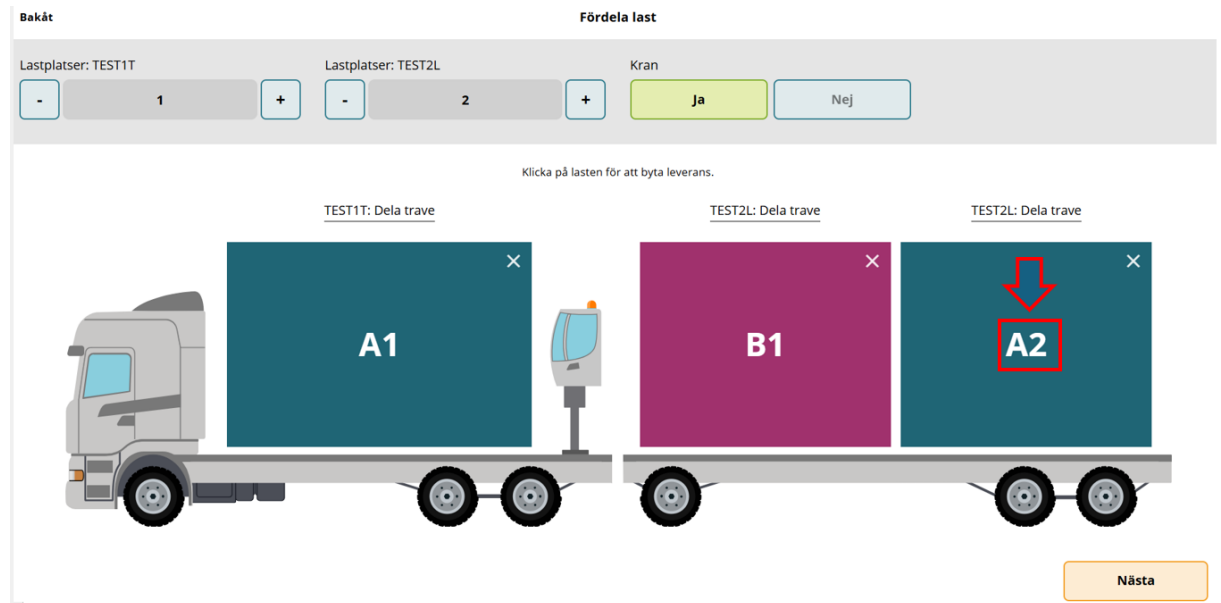 Bakåt
Fördela last
Lastplatser: TEST1T
Lastplatser: TEST2L
Kran
- 1 +
- 2 +
Ja
Nej
Klicka på lasten för att byta leverans.
TEST1T: Dela trave
TEST2L: Dela trave
TEST2L: Dela trave
A1
B1
A2
Nästa